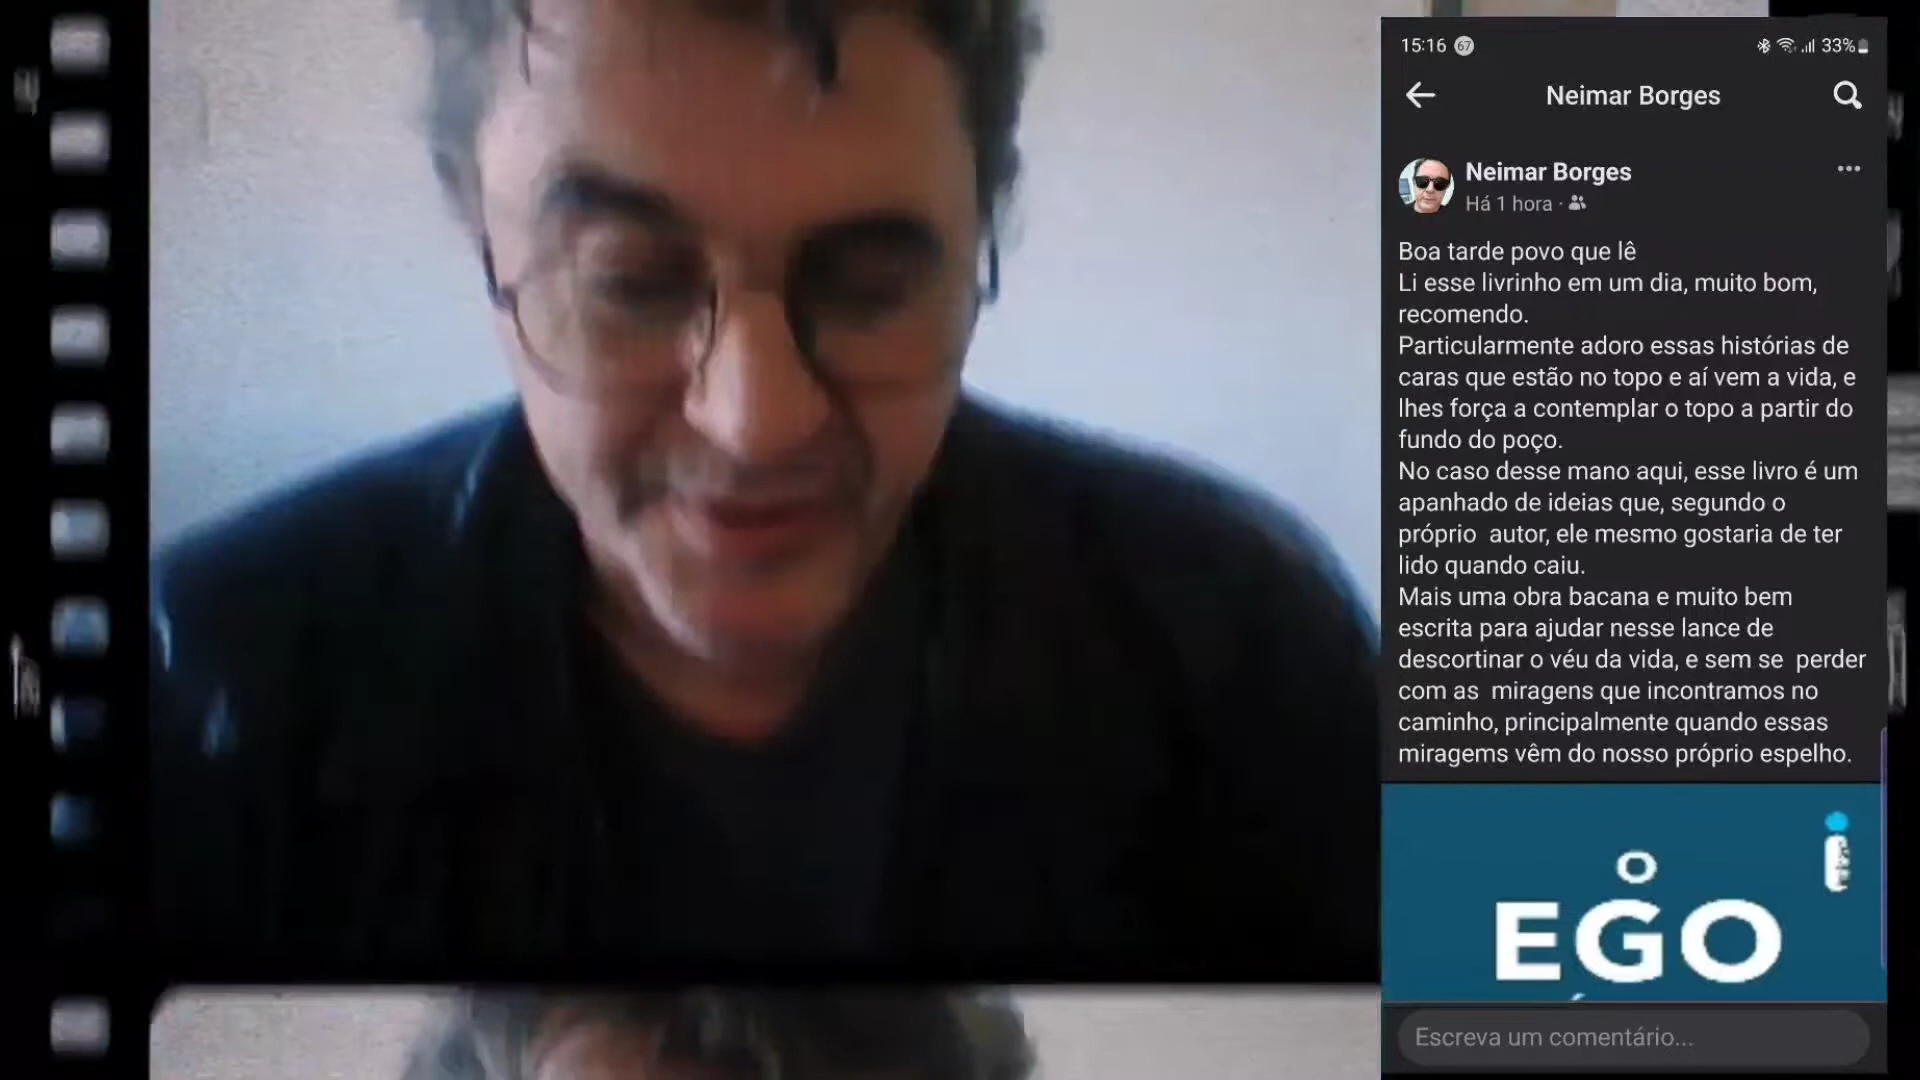 15:16 67 33%
Neimar Borges
Neimar Borges
Há 1 hora ·
Boa tarde povo que lê
Li esse livrinho em um dia, muito bom,
recomendo.
Particularmente adoro essas histórias de
caras que estão no topo e aí vem a vida, e
lhes força a contemplar o topo a partir do
fundo do poço.
No caso desse mano aqui, esse livro é um
apanhado de ideias que, segundo o
próprio  autor, ele mesmo gostaria de ter
lido quando caiu.
Mais uma obra bacana e muito bem
escrita para ajudar nesse lance de
descortinar o véu da vida, e sem se  perder
com as  miragens que incontramos no
caminho, principalmente quando essas
miragems vêm do nosso próprio espelho.
O
EGO
Escreva um comentário...